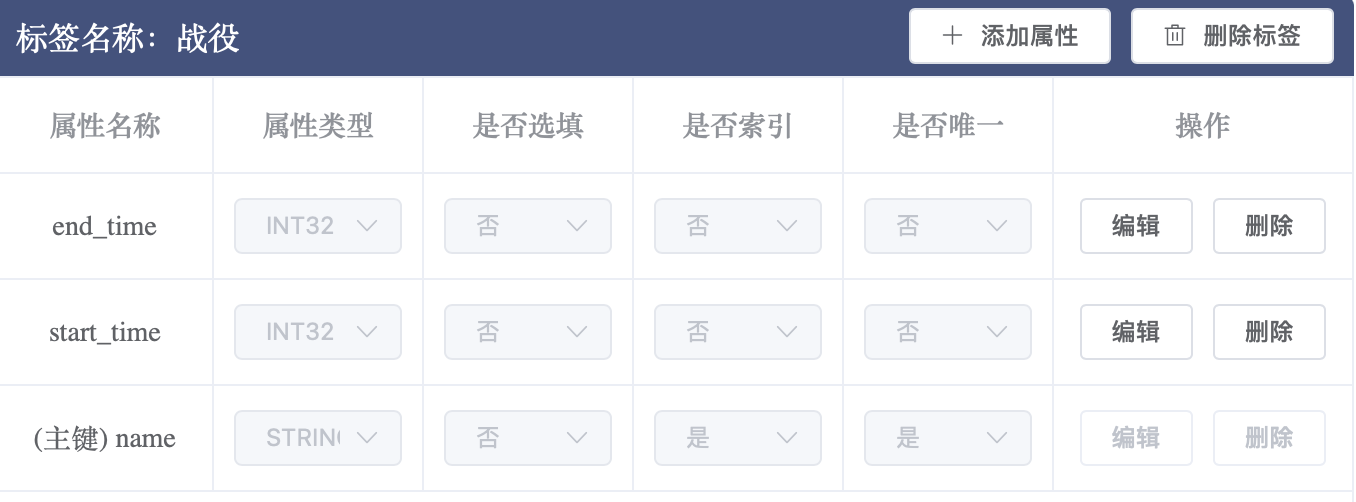 标签名称：战役 添加属性 删除标签
属性名称 属性类型 是否选填 是否索引 是否唯一 操作
end_time INT32 否 否 否 编辑 删除
start_time INT32 否 否 否 编辑 删除
(主键) name STRING 否 是 是 编辑 删除